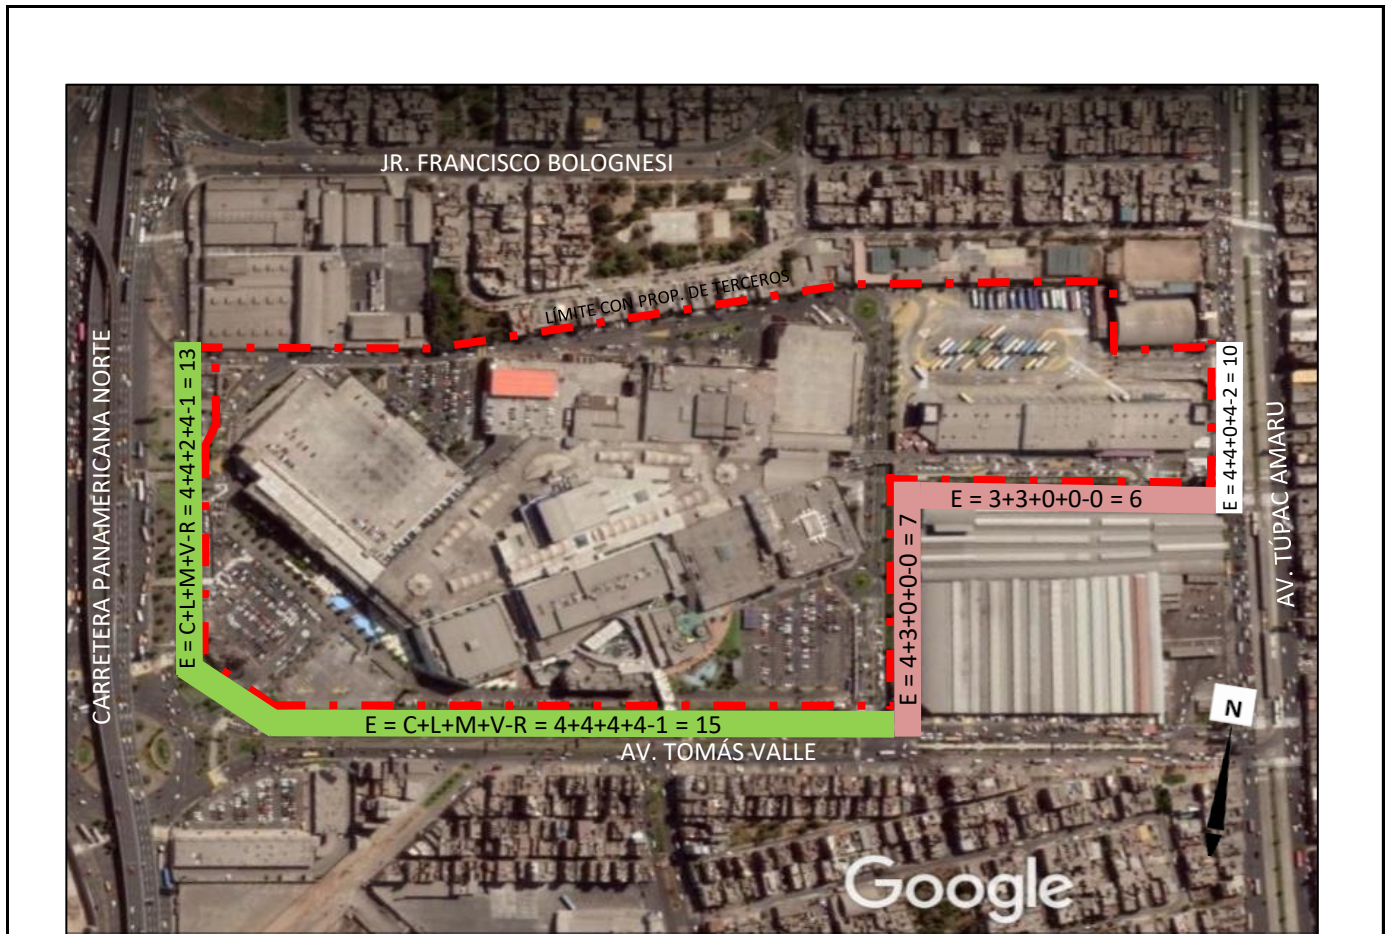 JR. FRANCISCO BOLOGNESI
LÍMITE CON PROP. DE TERCEROS
CARRETERA PANAMERICANA NORTE
E = C+L+M+V-R = 4+4+2+4-1 = 13
E = 4+4+0+4-2 = 10
AV. TÚPAC AMARU
E = 3+3+0+0-0 = 6
E = 4+3+0+0-0 = 7
E = C+L+M+V-R = 4+4+4+4-1 = 15
AV. TOMÁS VALLE
N
Google